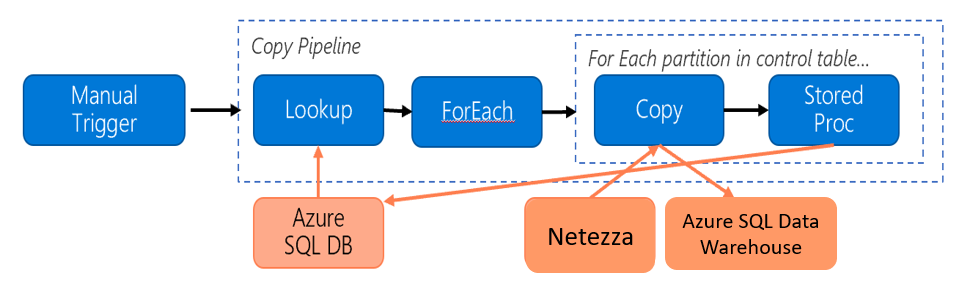 Copy Pipeline
For Each partition in control table...
Manual
Trigger
Lookup
ForEach
Copy
Stored
Proc
Azure
SQL DB
Netezza
Azure SQL Data
Warehouse